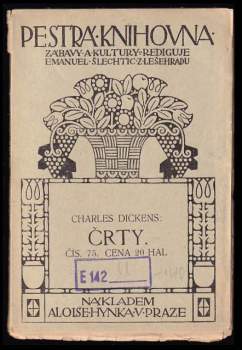 PESTRÁ·KNIHOVNA·
ZÁBAVY·A·KULTURY·REDIGUJE
EMANUEL·ŠLECHTIC·Z·LEŠEHRADU
CHARLES DICKENS:
ČRTY.
ČÍS. 75. CENA 20 HAL
E 142
NÁKLADEM
ALOISE·HYNKA·V·PRAZE